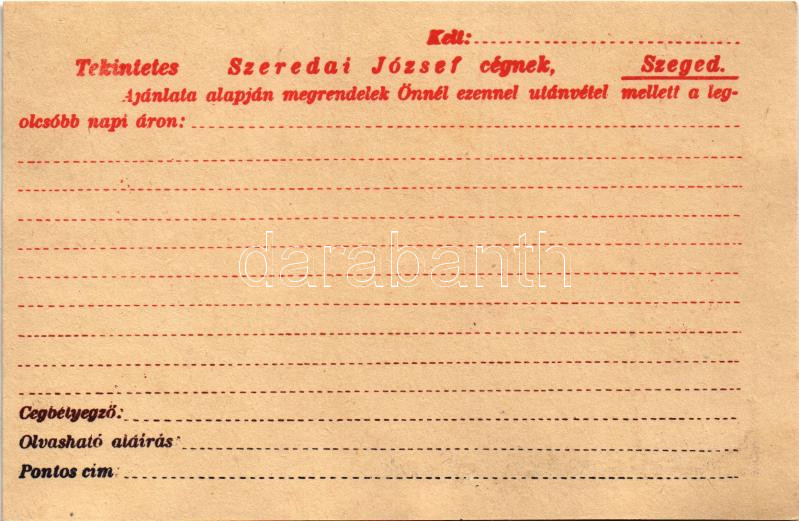 Kelt:
Tekintetes Szeredai József cégnek, Szeged.
Ajánlata alapján megrendelek Önnél ezennel utánvétel mellett a leg-
olcsóbb napi áron:
darabanth
Cégbélyegző:
Olvasható aláírás:
Pontos cím